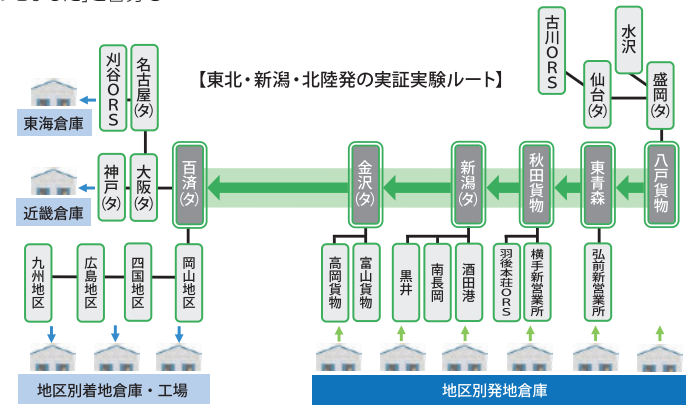 【東北・新潟・北陸発の実証実験ルート】
古川ORS
水沢
仙台(タ)
盛岡(タ)
刈谷ORS
名古屋(タ)
東海倉庫
神戸(タ)
大阪(タ)
近畿倉庫
百済(タ)
金沢(タ)
新潟(タ)
秋田貨物
東青森
八戸貨物
九州地区
広島地区
四国地区
岡山地区
高岡貨物
富山貨物
黒井
南長岡
酒田港
羽後本荘ORS
横手新営業所
弘前新営業所
地区別着地倉庫・工場
地区別発地倉庫